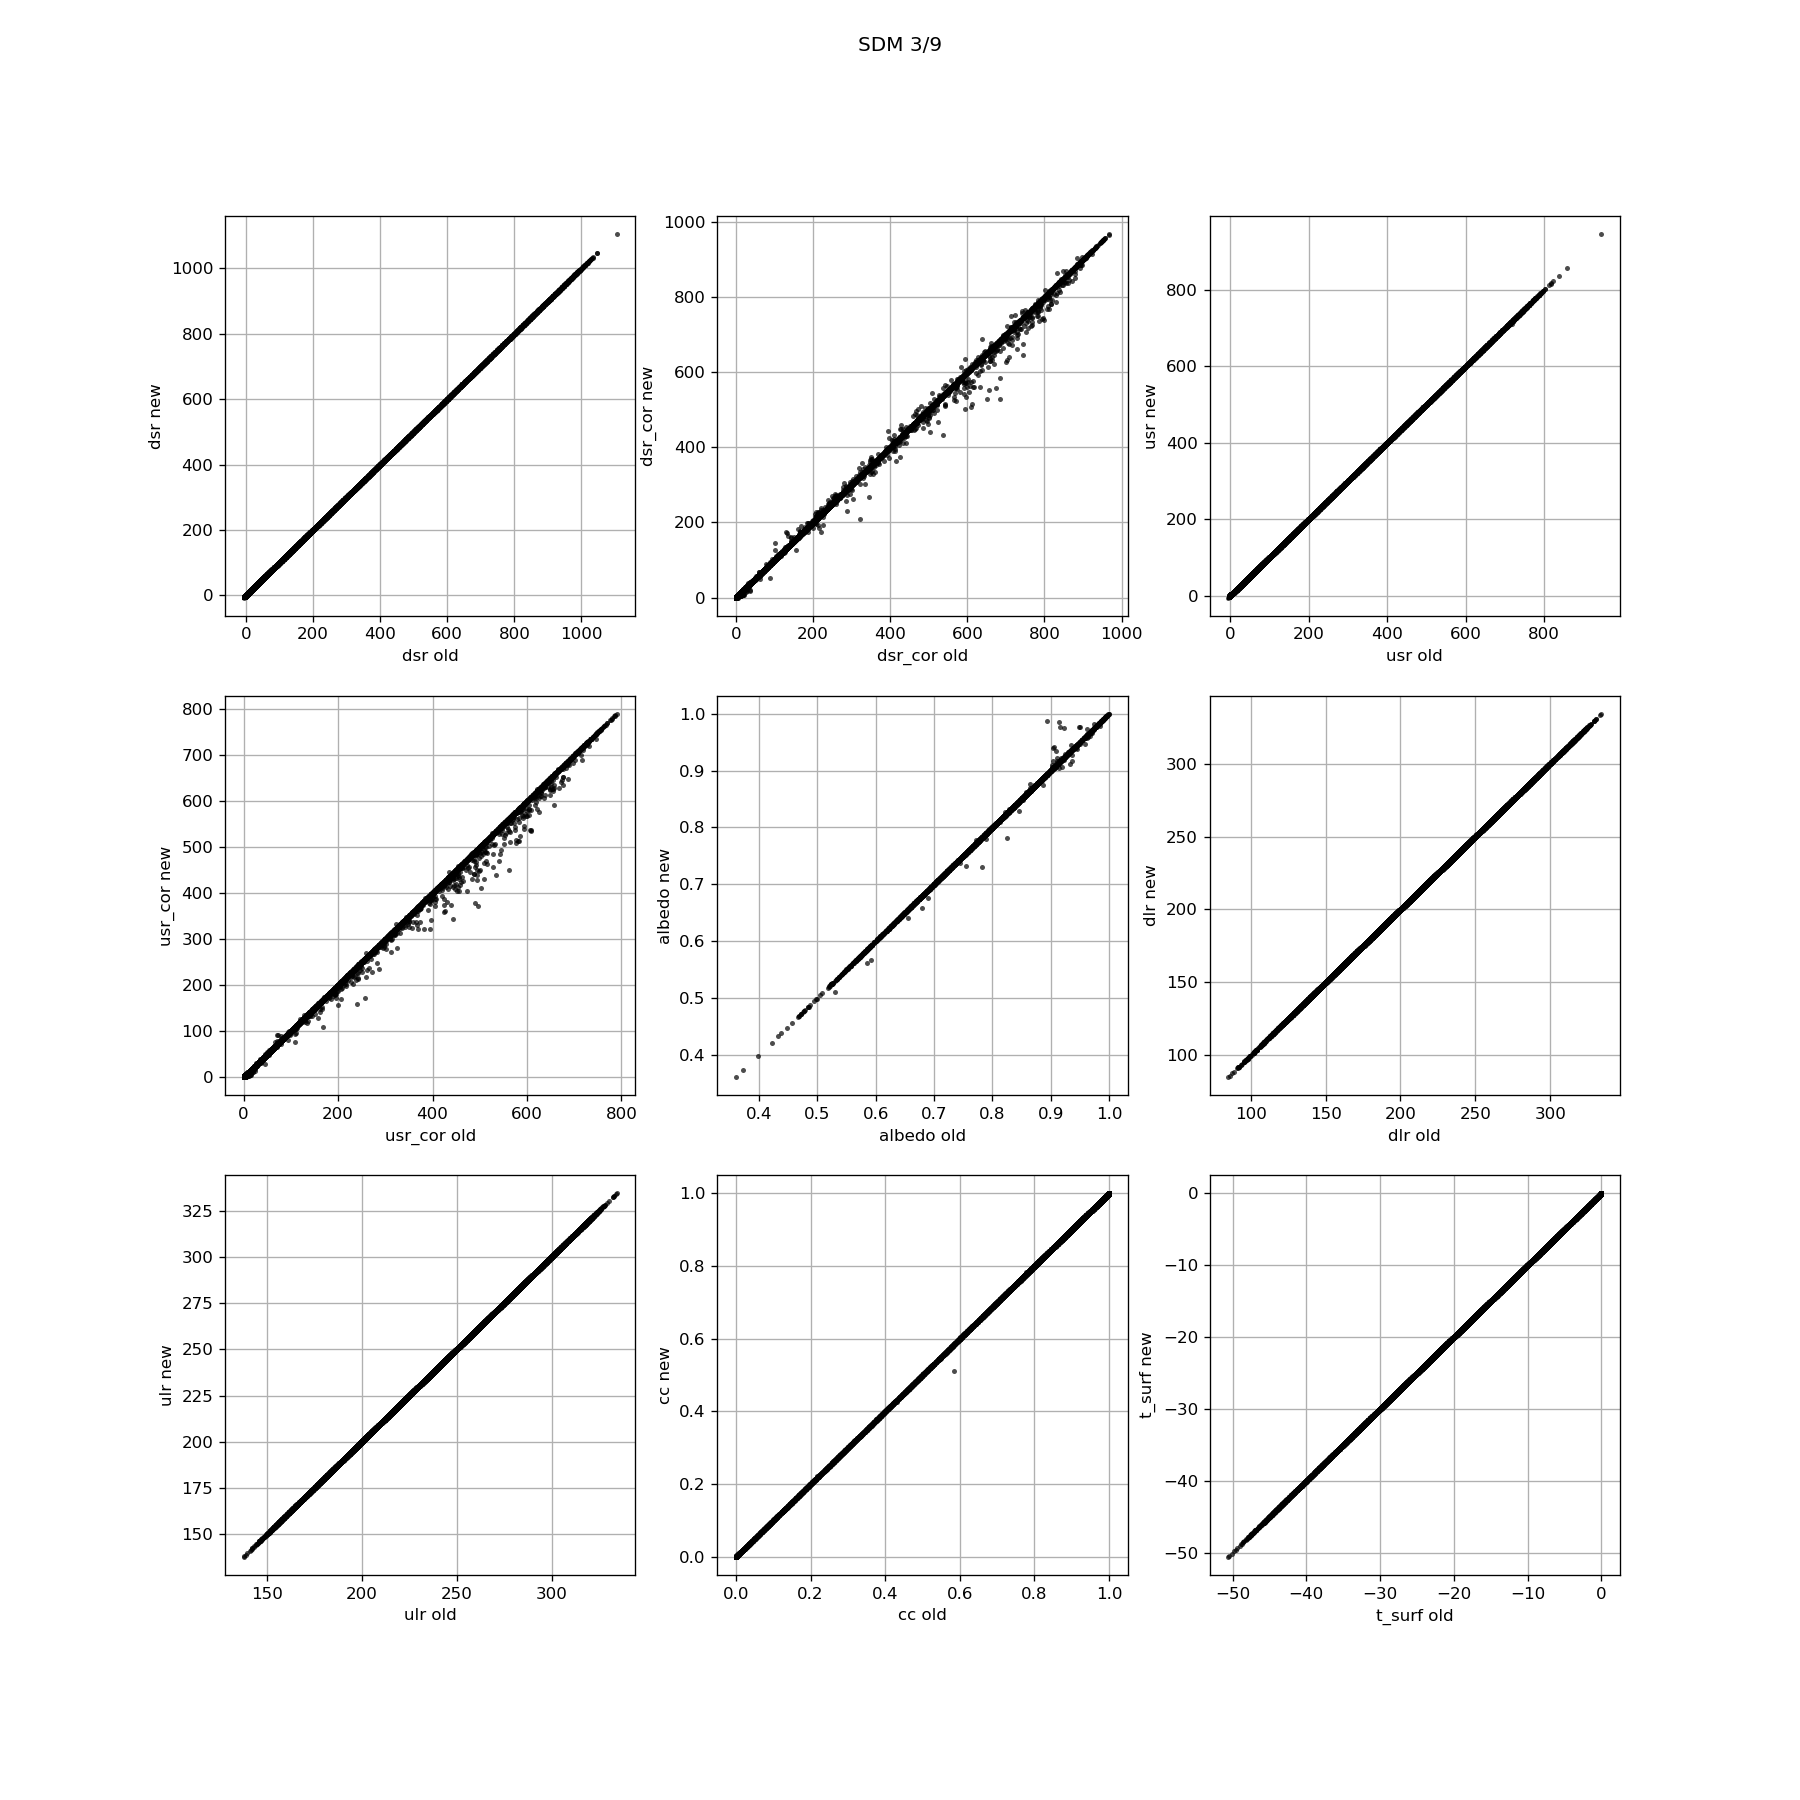 SDM 3/9
dsr new
1000
800
600
400
200
0
0 200 400 600 800 1000
dsr old
dsr_cor new
1000
800
600
400
200
0
0 200 400 600 800 1000
dsr_cor old
usr new
800
600
400
200
0
0 200 400 600 800
usr old
usr_cor new
800
700
600
500
400
300
200
100
0
0 200 400 600 800
usr_cor old
albedo new
1.0
0.9
0.8
0.7
0.6
0.5
0.4
0.4 0.5 0.6 0.7 0.8 0.9 1.0
albedo old
dlr new
300
250
200
150
100
100 150 200 250 300
dlr old
ulr new
325
300
275
250
225
200
175
150
150 200 250 300
ulr old
cc new
1.0
0.8
0.6
0.4
0.2
0.0
0.0 0.2 0.4 0.6 0.8 1.0
cc old
t_surf new
0
−10
−20
−30
−40
−50
−50 −40 −30 −20 −10 0
t_surf old